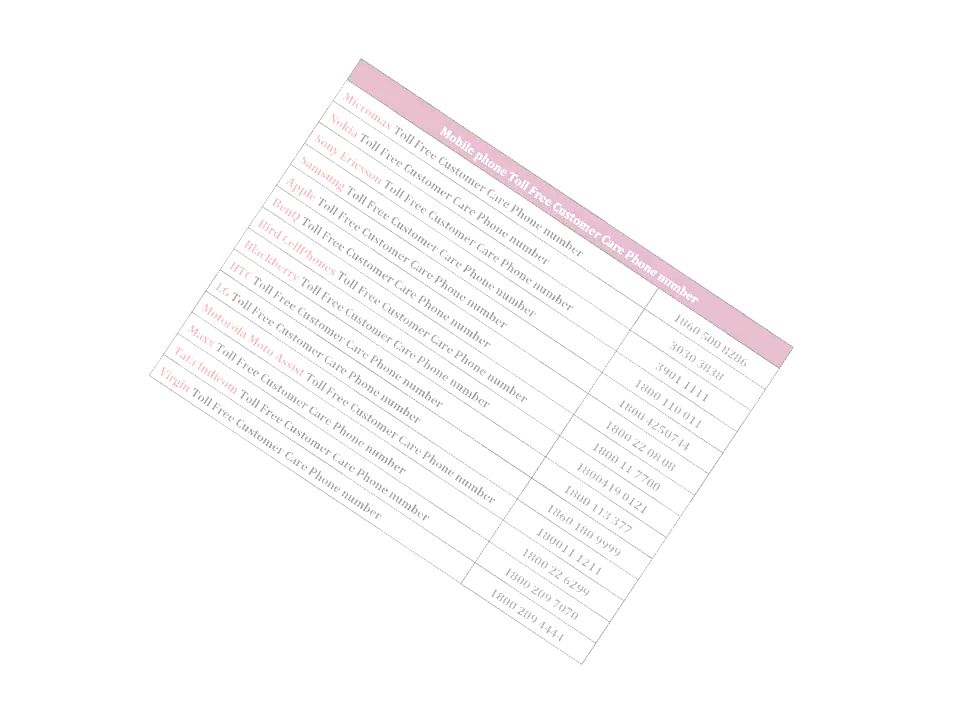 Mobile phone Toll Free Customer Care Phone number
Micromax Toll Free Customer Care Phone number 1860 500 8286
Nokia Toll Free Customer Care Phone number 3030 3838
Sony Ericsson Toll Free Customer Care Phone number 3901 1111
Samsung Toll Free Customer Care Phone number 1800 110 011
Apple Toll Free Customer Care Phone number 1800 4250744
BenQ Toll Free Customer Care Phone number 1800 22 08 08
Bird CellPhones Toll Free Customer Care Phone number 1800 11 7700
Blackberry Toll Free Customer Care Phone number 1800419 0121
HTC Toll Free Customer Care Phone number 1800 113 377
LG Toll Free Customer Care Phone number 1860 180 9999
Motorola Moto Assist Toll Free Customer Care Phone number 180011 1211
Maxx Toll Free Customer Care Phone number 1800 22 6299
Tata Indicom Toll Free Customer Care Phone number 1800 209 7070
Virgin Toll Free Customer Care Phone number 1800 209 4444